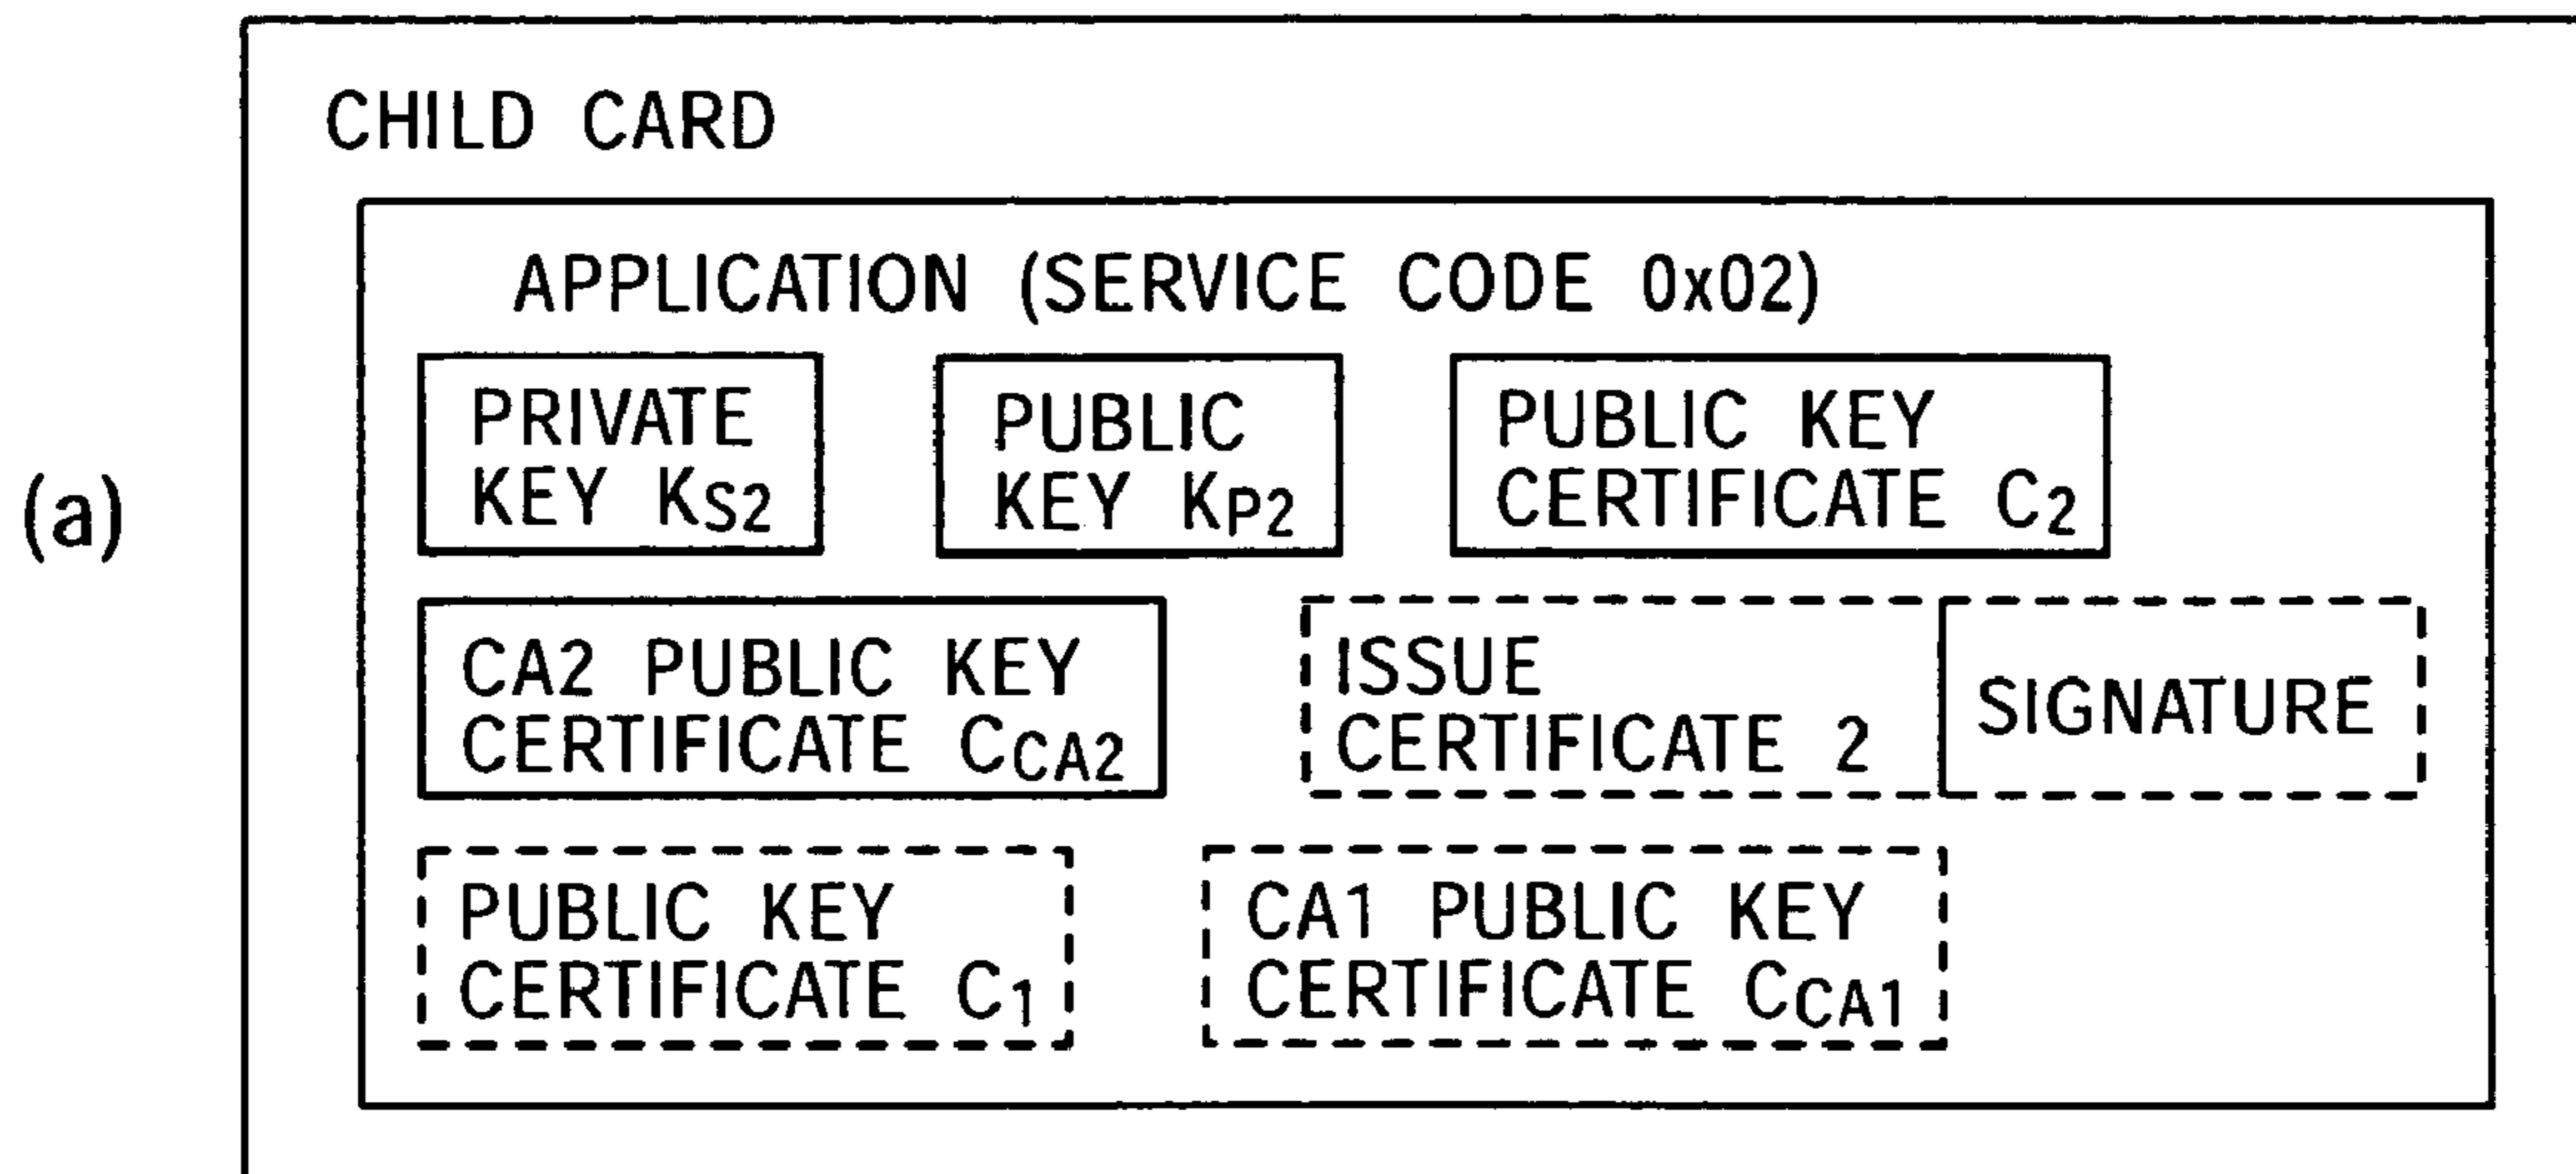 CHILD CARD
APPLICATION (SERVICE CODE 0x02)
PRIVATE
KEY KS2
PUBLIC
KEY KP2
PUBLIC KEY
CERTIFICATE C2
(a)
CA2 PUBLIC KEY
CERTIFICATE CCA2
ISSUE
CERTIFICATE 2
SIGNATURE
PUBLIC KEY
CERTIFICATE C1
CA1 PUBLIC KEY
CERTIFICATE CCA1